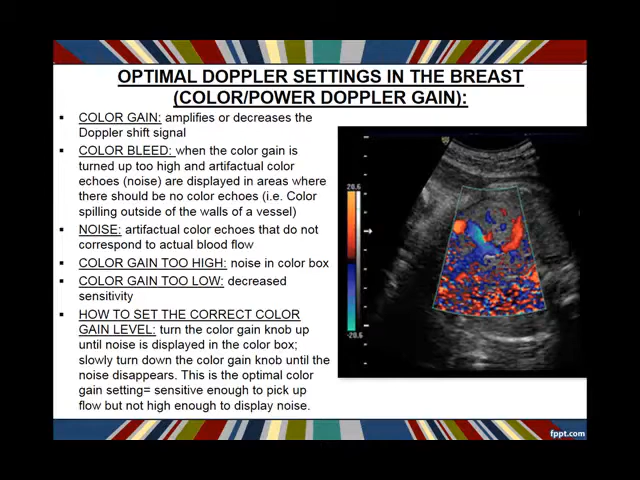 OPTIMAL DOPPLER SETTINGS IN THE BREAST
(COLOR/POWER DOPPLER GAIN):
▪ COLOR GAIN: amplifies or decreases the
Doppler shift signal
▪ COLOR BLEED: when the color gain is
turned up too high and artifactual color
echoes (noise) are displayed in areas where
there should be no color echoes (i.e. Color
spilling outside of the walls of a vessel)
▪ NOISE: artifactual color echoes that do not
correspond to actual blood flow
▪ COLOR GAIN TOO HIGH: noise in color box
▪ COLOR GAIN TOO LOW: decreased
sensitivity
▪ HOW TO SET THE CORRECT COLOR
GAIN LEVEL: turn the color gain knob up
until noise is displayed in the color box;
slowly turn down the color gain knob until the
noise disappears. This is the optimal color
gain setting= sensitive enough to pick up
flow but not high enough to display noise.
20.6
-20.6
fppt.com